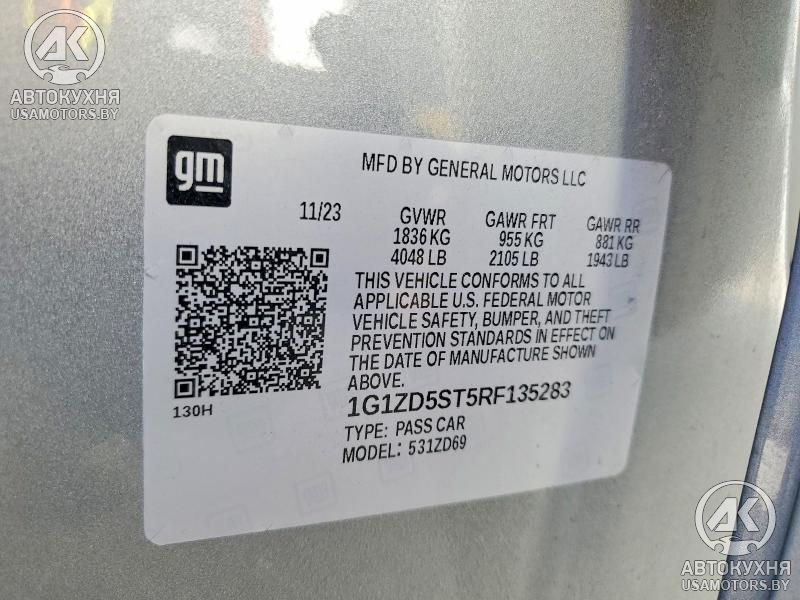 AK
АВТОКУХНЯ
USAMOTORS.BY
gm
MFD BY GENERAL MOTORS LLC
11/23
GVWR GAWR FRT GAWR RR
1836 KG 955 KG 881 KG
4048 LB 2105 LB 1943 LB
THIS VEHICLE CONFORMS TO ALL
APPLICABLE U.S. FEDERAL MOTOR
VEHICLE SAFETY, BUMPER, AND THEFT
PREVENTION STANDARDS IN EFFECT ON
THE DATE OF MANUFACTURE SHOWN
ABOVE.
130H
1G1ZD5ST5RF135283
TYPE: PASS CAR
MODEL: 531ZD69
AK
АВТОКУХНЯ
USAMOTORS.BY